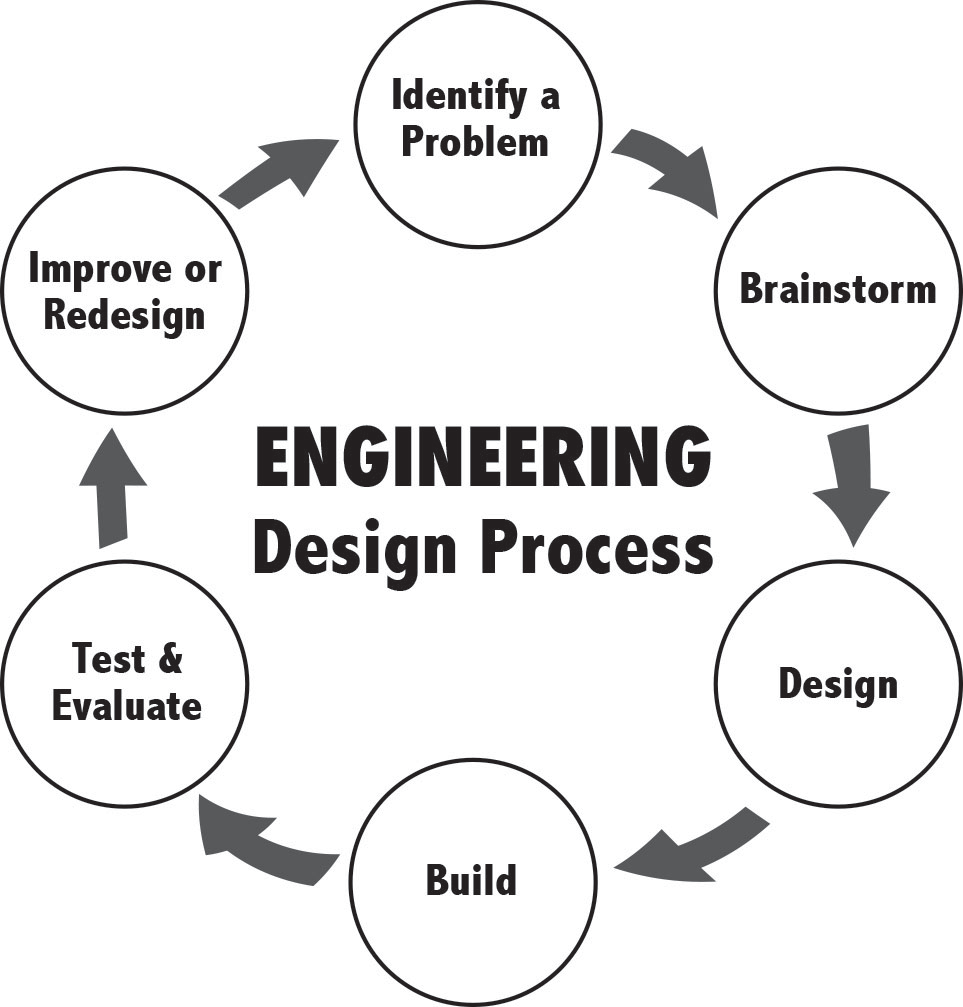 Identify a
Problem
Brainstorm
Design
Build
Test &
Evaluate
Improve or
Redesign
ENGINEERING
Design Process